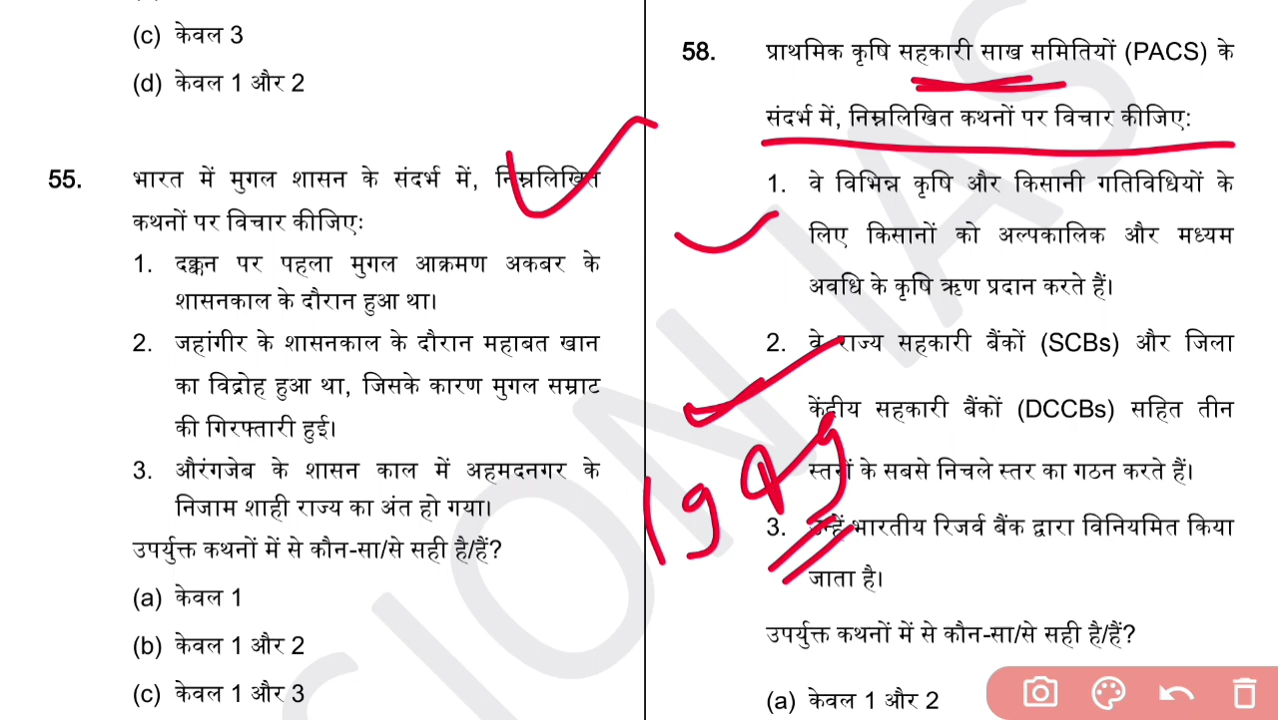 (c) केवल 3
(d) केवल 1 और 2
55. भारत में मुगल शासन के संदर्भ में, निम्नलिखित
कथनों पर विचार कीजिए:
1. दक्कन पर पहला मुगल आक्रमण अकबर के
शासनकाल के दौरान हुआ था।
2. जहांगीर के शासनकाल के दौरान महाबत खान
का विद्रोह हुआ था, जिसके कारण मुगल सम्राट
की गिरफ्तारी हुई।
3. औरंगजेब के शासन काल में अहमदनगर के
निजाम शाही राज्य का अंत हो गया।
उपर्युक्त कथनों में से कौन-सा/से सही है/हैं?
(a) केवल 1
(b) केवल 1 और 2
(c) केवल 1 और 3
58. प्राथमिक कृषि सहकारी साख समितियों (PACS) के
संदर्भ में, निम्नलिखित कथनों पर विचार कीजिए:
1. वे विभिन्न कृषि और किसानी गतिविधियों के
लिए किसानों को अल्पकालिक और मध्यम
अवधि के कृषि ऋण प्रदान करते हैं।
2. वे राज्य सहकारी बैंकों (SCBs) और जिला
केंद्रीय सहकारी बैंकों (DCCBs) सहित तीन
स्तरों के सबसे निचले स्तर का गठन करते हैं।
3. उन्हें भारतीय रिजर्व बैंक द्वारा विनियमित किया
जाता है।
उपर्युक्त कथनों में से कौन-सा/से सही है/हैं?
(a) केवल 1 और 2
SION IAS